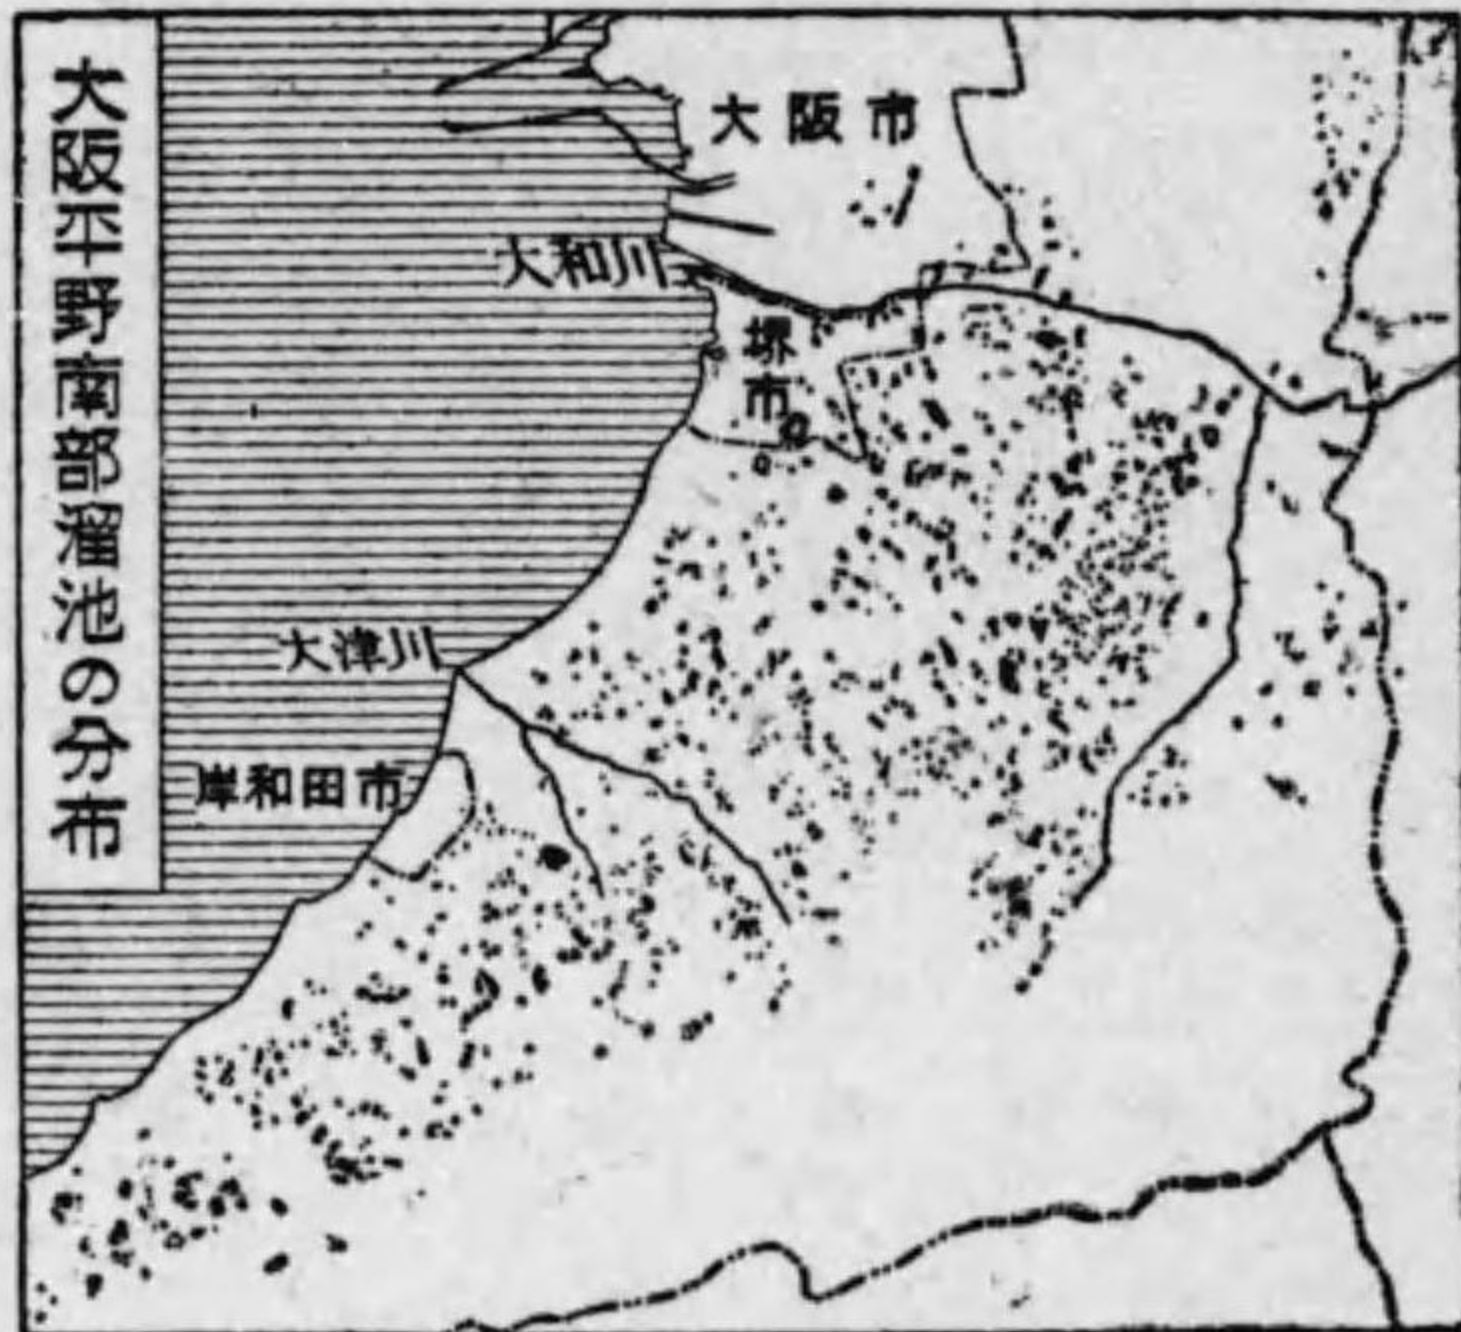 大阪平野南部溜池の分布
大阪市
大和川
堺市
大津川
岸和田市